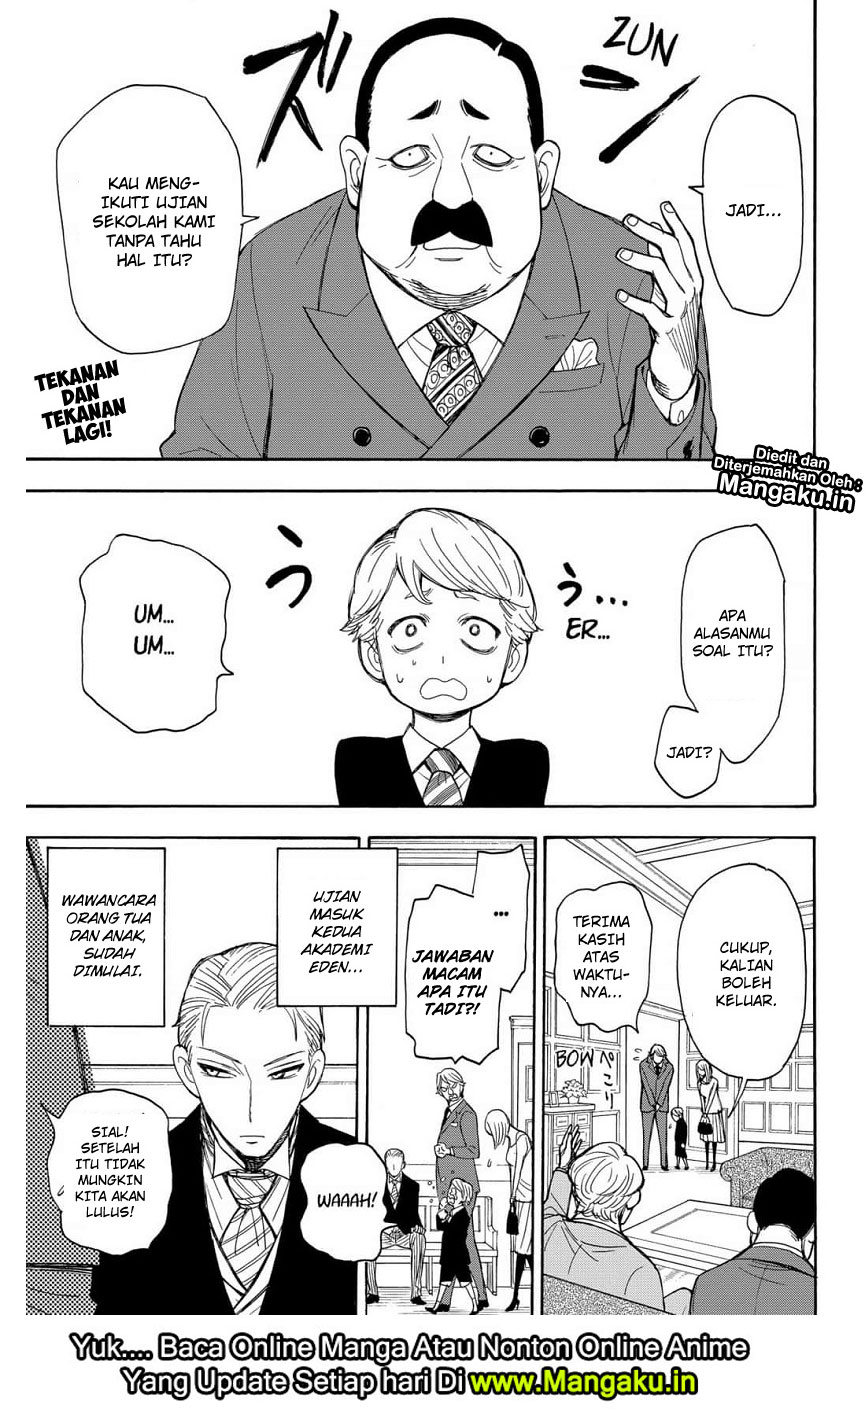 ZUN
ズーン
JADI...
KAU MENG-
IKUTI UJIAN
SEKOLAH KAMI
TANPA TAHU
HAL ITU?
TEKANAN
DAN
TEKANAN
LAGI!
Diedit dan
Diterjemahkan Oleh :
Mangaku.in
APA
ALASANMU
SOAL ITU?
JADI?
う...
ER...
う
UM...
UM...
CUKUP,
KALIAN
BOLEH
KELUAR.
TERIMA
KASIH
ATAS
WAKTU-
NYA...
BOW
ぺこり
...
JAWABAN
MACAM
APA ITU
TADI?!
UJIAN
MASUK
KEDUA
AKADEMI
EDEN...
WAWANCARA
ORANG TUA
DAN ANAK,
SUDAH
DIMULAI.
WAAAH!
SIAL!
SETELAH
ITU TIDAK
MUNGKIN
KITA AKAN
LULUS!
Yuk.... Baca Online Manga Atau Nonton Online Anime
Yang Update Setiap hari Di www.Mangaku.in